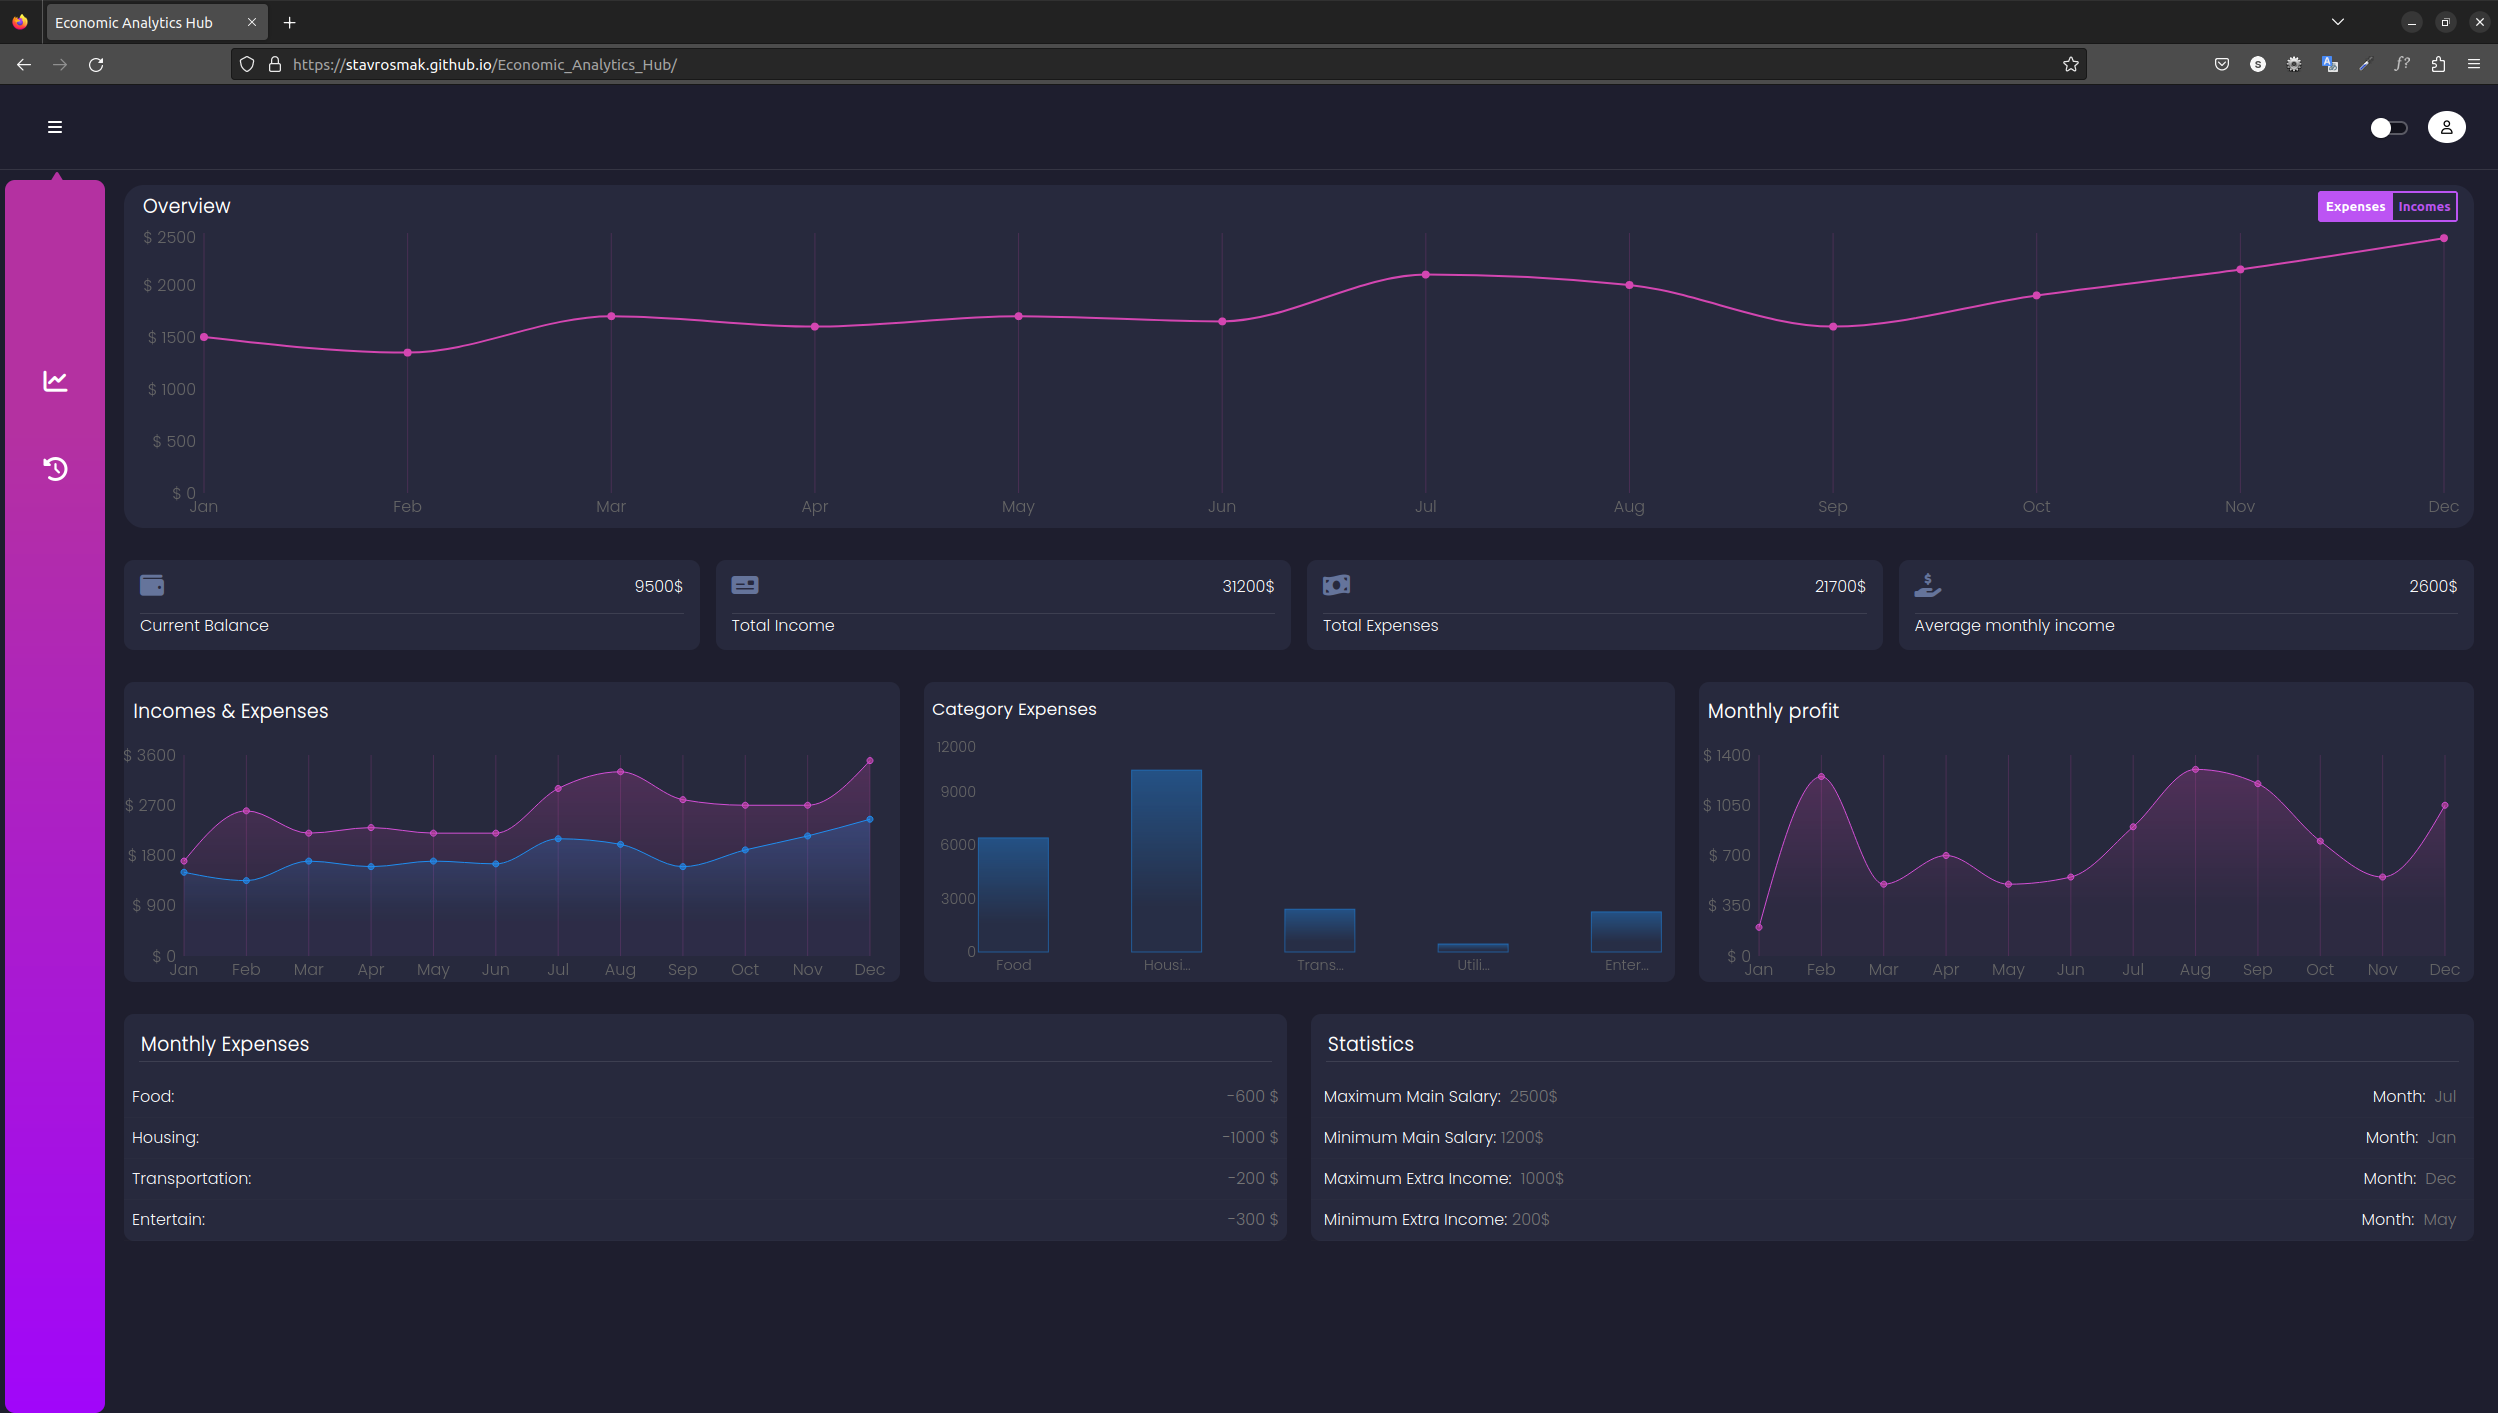 Economic Analytics Hub
https://stavrosmak.github.io/Economic_Analytics_Hub/
Overview
Expenses Incomes
$ 2500
$ 2000
$ 1500
$ 1000
$ 500
$ 0
Jan Feb Mar Apr May Jun Jul Aug Sep Oct Nov Dec
9500$
Current Balance
31200$
Total Income
21700$
Total Expenses
2600$
Average monthly income
Incomes & Expenses
$ 3600
$ 2700
$ 1800
$ 900
$ 0
Jan Feb Mar Apr May Jun Jul Aug Sep Oct Nov Dec
Category Expenses
12000
9000
6000
3000
0
Food Housi... Trans... Utili... Enter...
Monthly profit
$ 1400
$ 1050
$ 700
$ 350
$ 0
Jan Feb Mar Apr May Jun Jul Aug Sep Oct Nov Dec
Monthly Expenses
Food: -600 $
Housing: -1000 $
Transportation: -200 $
Entertain: -300 $
Statistics
Maximum Main Salary: 2500$ Month: Jul
Minimum Main Salary: 1200$ Month: Jan
Maximum Extra Income: 1000$ Month: Dec
Minimum Extra Income: 200$ Month: May